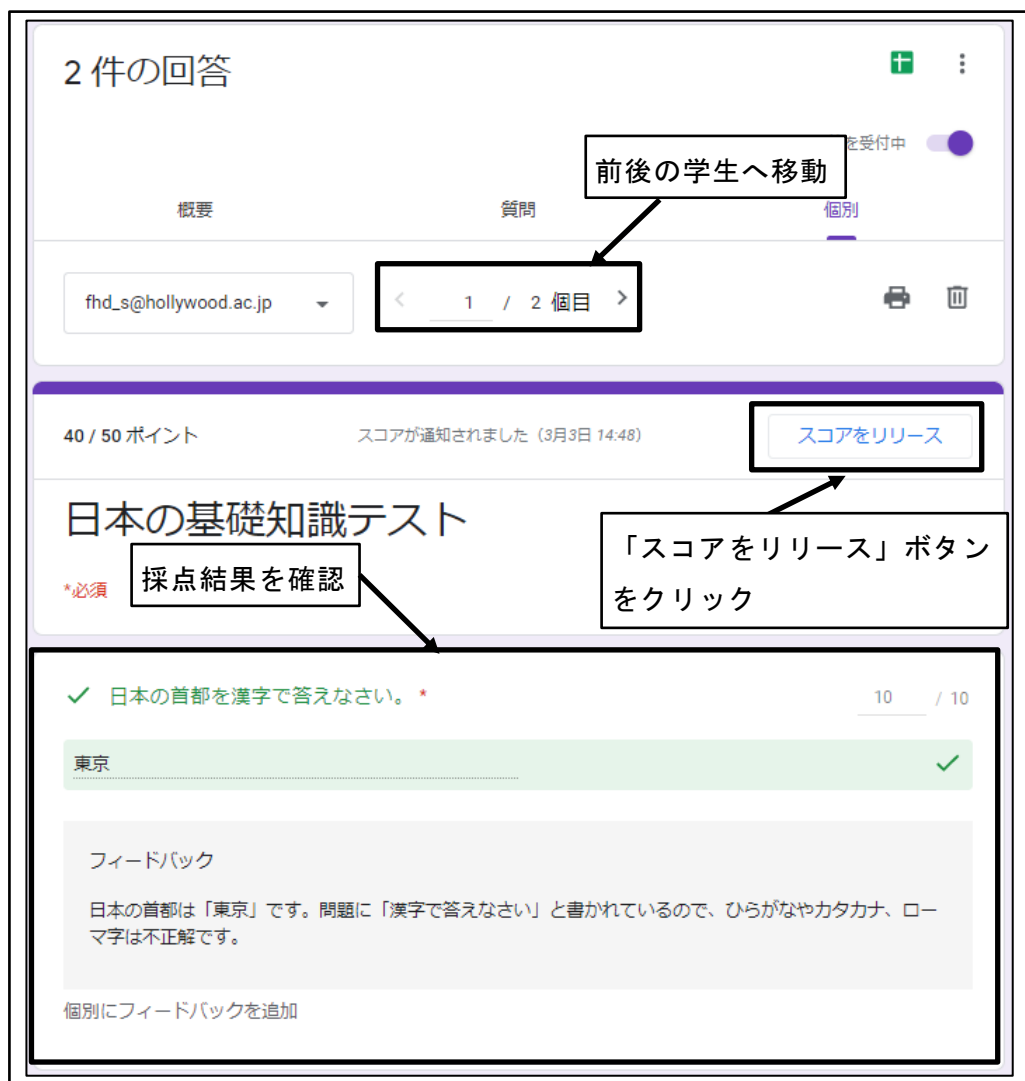 2 件の回答
を受付中
前後の学生へ移動
概要
質問
個別
fhd_s@hollywood.ac.jp
1 / 2 個目
40 / 50 ポイント
スコアが通知されました（3月3日 14:48）
スコアをリリース
日本の基礎知識テスト
「スコアをリリース」ボタン
をクリック
採点結果を確認
*必須
日本の首都を漢字で答えなさい。 *
10 / 10
東京
フィードバック
日本の首都は「東京」です。問題に「漢字で答えなさい」と書かれているので、ひらがなやカタカナ、ロー
マ字は不正解です。
個別にフィードバックを追加